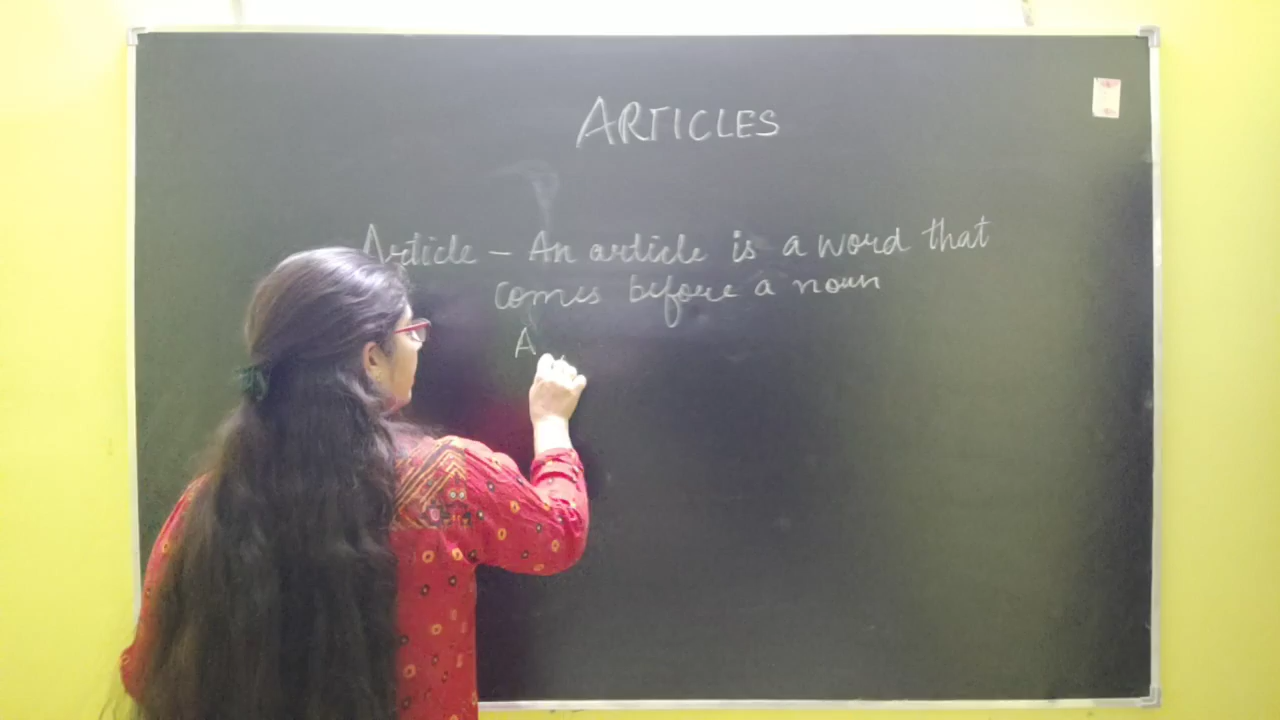 ARTICLES
Article – An article is a word that
comes before a noun
A